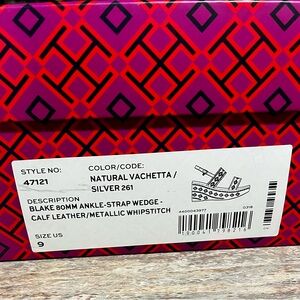 STYLE NO:
47121
COLOR/CODE:
NATURAL VACHETTA /
SILVER 261
DESCRIPTION
BLAKE 80MM ANKLE-STRAP WEDGE -
CALF LEATHER/METALLIC WHIPSTITCH
SIZE US
9
0318